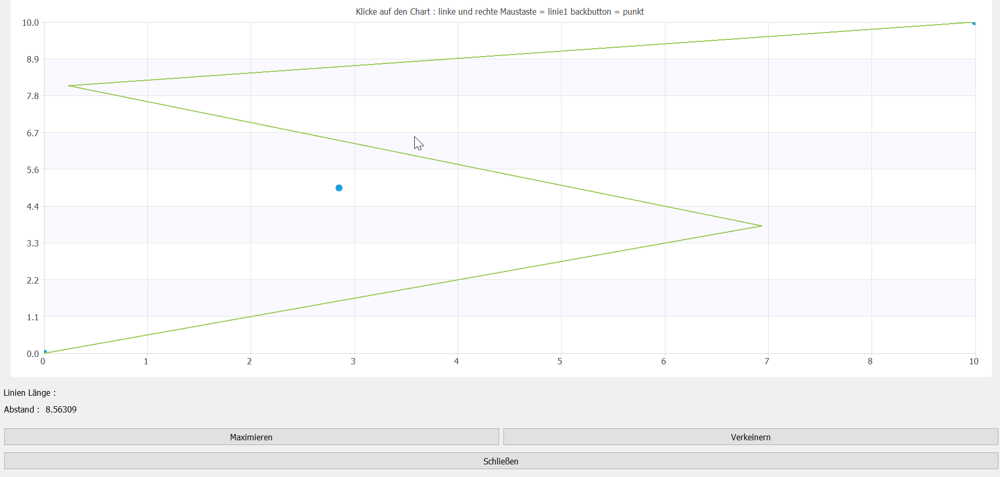 Klicke auf den Chart : linke und rechte Maustaste = linie1 backbutton = punkt
10.0
8.9
7.8
6.7
5.6
4.4
3.3
2.2
1.1
0.0
0 1 2 3 4 5 6 7 8 10
Linien Länge :
Abstand : 8.56309
Maximieren Verkeinern
Schließen